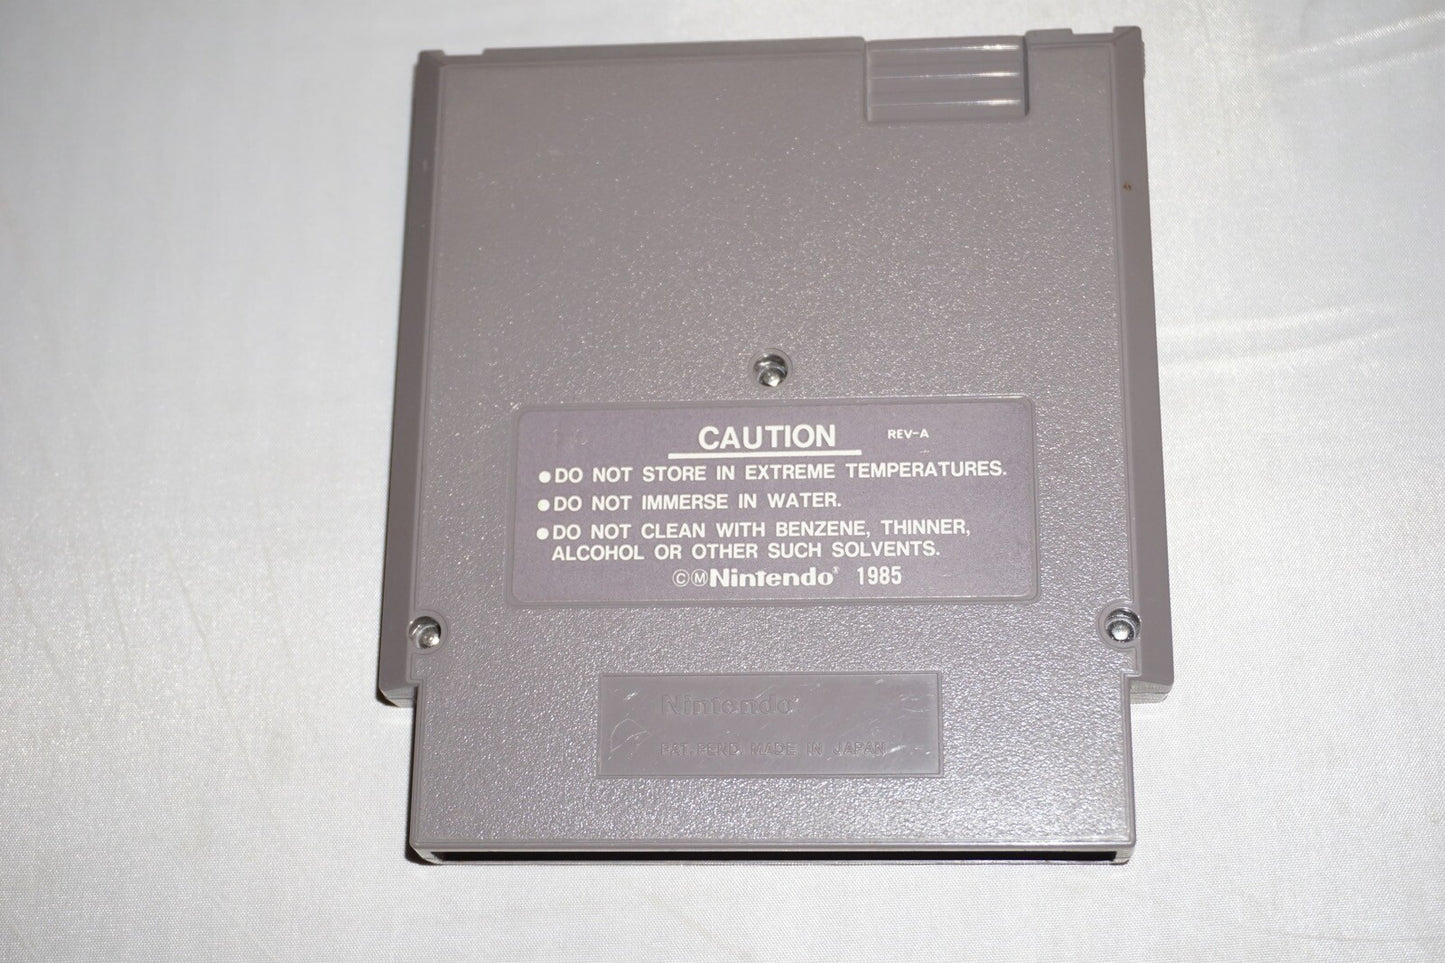 CAUTION REV-A
●DO NOT STORE IN EXTREME TEMPERATURES.
●DO NOT IMMERSE IN WATER.
●DO NOT CLEAN WITH BENZENE, THINNER,
ALCOHOL OR OTHER SUCH SOLVENTS.
©ⓂNintendo® 1985
Nintendo®
PAT. PEND. MADE IN JAPAN